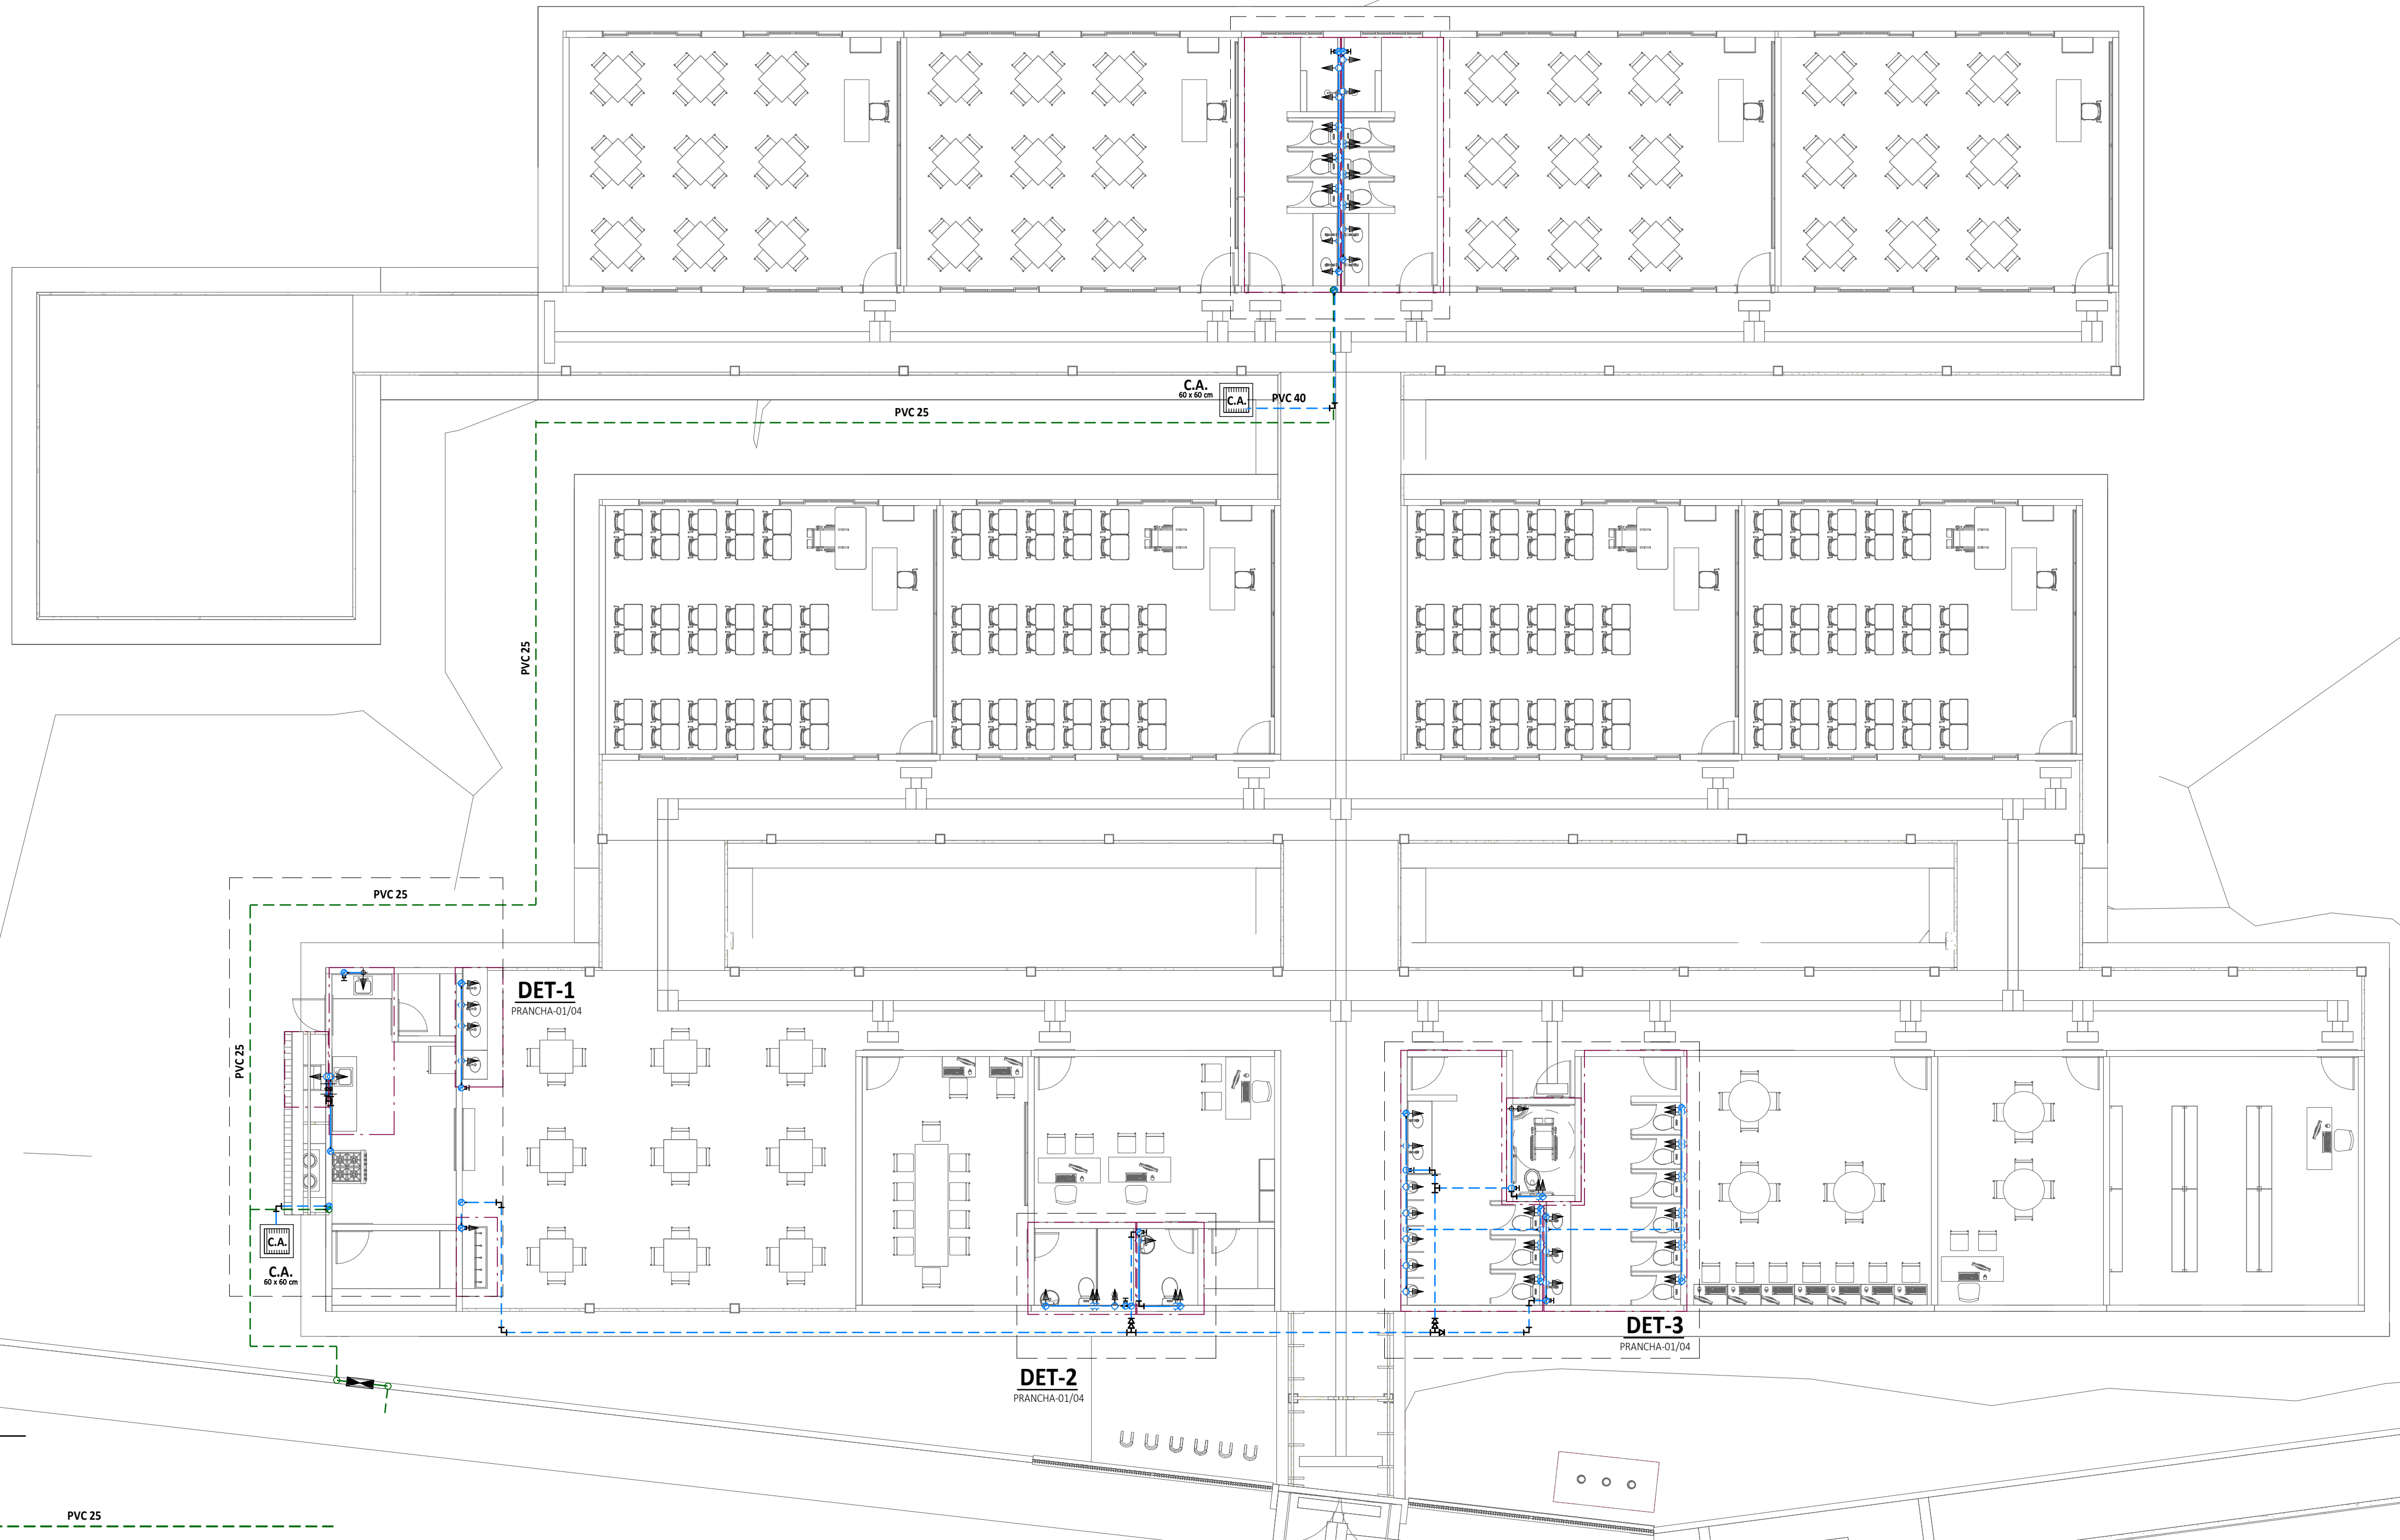 C.A.
60 x 60 cm
C.A.
PVC 40
PVC 25
PVC 25
PVC 25
DET-1
PRANCHA-01/04
PVC 25
C.A.
C.A.
60 x 60 cm
DET-3
PRANCHA-01/04
DET-2
PRANCHA-01/04
PVC 25